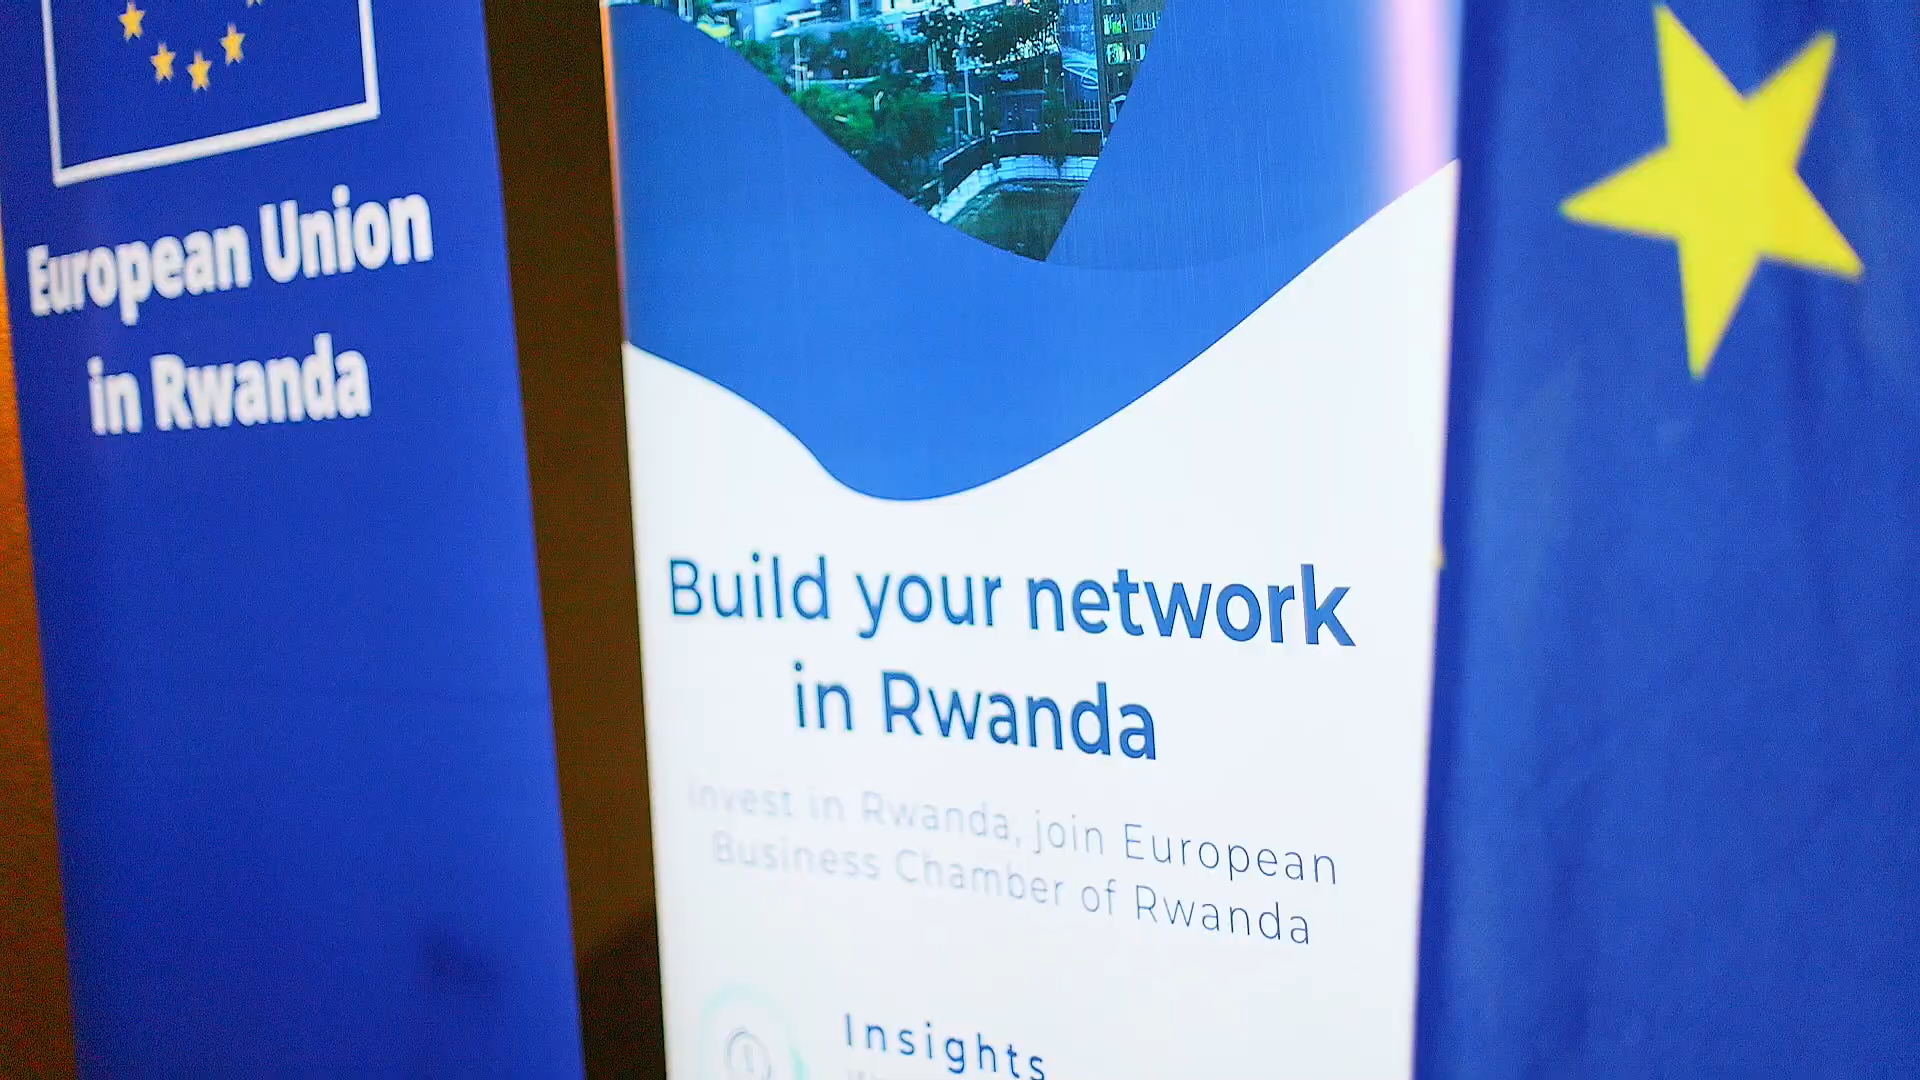 European Union
in Rwanda
Build your network
in Rwanda
Invest in Rwanda, join European
Business Chamber of Rwanda
Insights